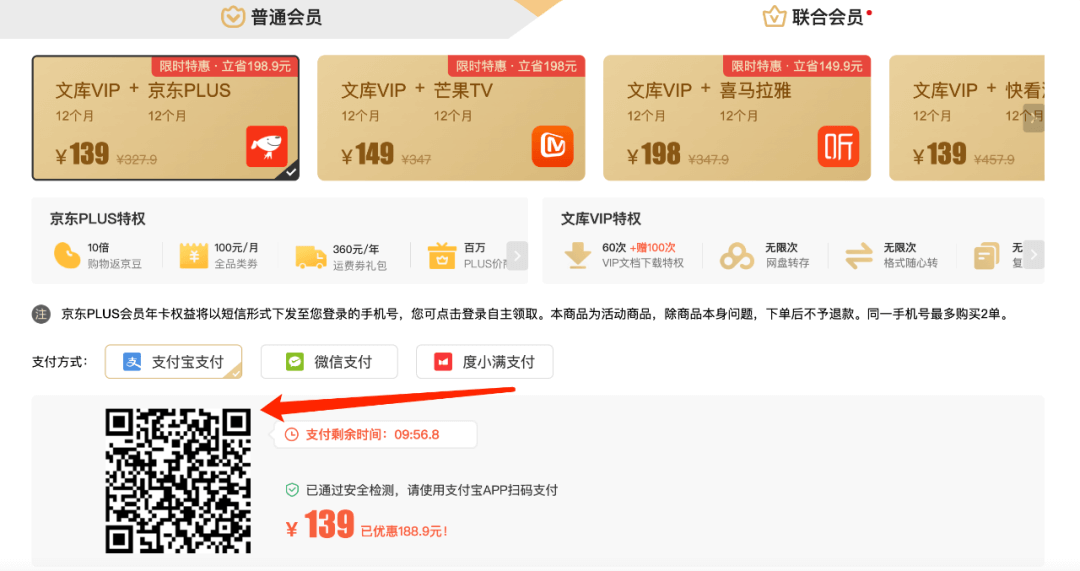 普通会员
联合会员
限时特惠·立省198.9元
文库VIP + 京东PLUS
12个月 12个月
¥139 ¥327.9
限时特惠·立省198元
文库VIP + 芒果TV
12个月 12个月
¥149 ¥347
限时特惠·立省149.9元
文库VIP + 喜马拉雅
12个月 12个月
¥198 ¥347.9
听
文库VIP + 快看
12个月 12个月
¥139 ¥457.9
京东PLUS特权
10倍
购物返京豆
100元/月
全品类券
360元/年
运费券礼包
百万
PLUS价
文库VIP特权
60次 +赠100次
VIP文档下载特权
无限次
网盘转存
无限次
格式随心转
无
复
注 京东PLUS会员年卡权益将以短信形式下发至您登录的手机号，您可点击登录自主领取。本商品为活动商品，除商品本身问题，下单后不予退款。同一手机号最多购买2单。
支付方式： 支 支付宝支付 微信支付 度小满支付
支付剩余时间：09:56.8
已通过安全检测，请使用支付宝APP扫码支付
¥ 139 已优惠188.9元！